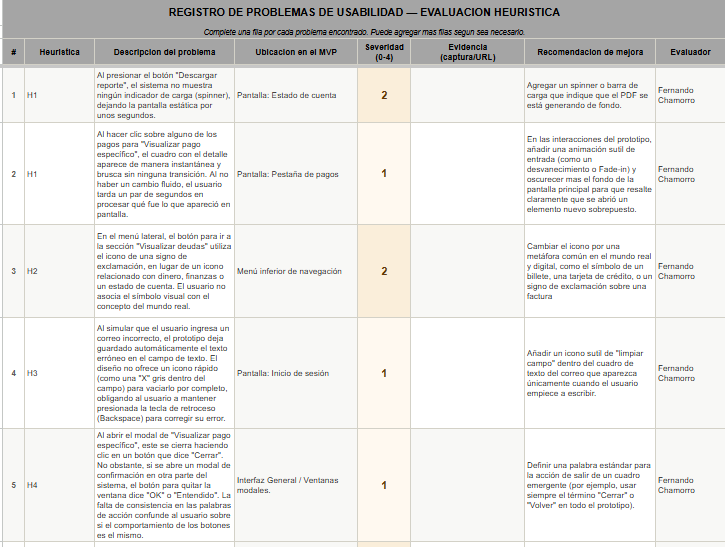 REGISTRO DE PROBLEMAS DE USABILIDAD — EVALUACION HEURISTICA
Complete una fila por cada problema encontrado. Puede agregar mas filas segun sea necesario.
# Heuristica Descripcion del problema Ubicacion en el MVP Severidad (0-4) Evidencia (captura/URL) Recomendacion de mejora Evaluador
1
H1
Al presionar el botón "Descargar
reporte", el sistema no muestra
ningún indicador de carga (spinner),
dejando la pantalla estática por
unos segundos.
Pantalla: Estado de cuenta
2
Agregar un spinner o barra de
carga que indique que el PDF se
está generando de fondo.
Fernando
Chamorro
2
H1
Al hacer clic sobre alguno de los
pagos para "Visualizar pago
específico", el cuadro con el detalle
aparece de manera instantánea y
brusca sin ninguna transición. Al no
haber un cambio fluido, el usuario
tarda un par de segundos en
procesar qué fue lo que apareció en
pantalla.
Pantalla: Pestaña de pagos
1
En las interacciones del prototipo,
añadir una animación sutil de
entrada (como un
desvanecimiento o Fade-in) y
oscurecer mas el fondo de la
pantalla principal para que resalte
claramente que se abrió un
elemento nuevo sobrepuesto.
Fernando
Chamorro
3
H2
En el menú lateral, el botón para ir a
la sección "Visualizar deudas" utiliza
el icono de una signo de
exclamación, en lugar de un icono
relacionado con dinero, finanzas o
un estado de cuenta. El usuario no
asocia el símbolo visual con el
concepto del mundo real.
Menú inferior de navegación
2
Cambiar el icono por una
metáfora común en el mundo real
y digital, como el símbolo de un
billete, una tarjeta de crédito, o un
signo de exclamación sobre una
factura
Fernando
Chamorro
4
H3
Al simular que el usuario ingresa un
correo incorrecto, el prototipo deja
guardado automáticamente el texto
erróneo en el campo de texto. El
diseño no ofrece un icono rápido
(como una "X" gris dentro del
campo) para vaciarlo por completo,
obligando al usuario a mantener
presionada la tecla de retroceso
(Backspace) para corregir su error.
Pantalla: Inicio de sesión
1
Añadir un icono sutil de "limpiar
campo" dentro del cuadro de
texto del correo que aparezca
únicamente cuando el usuario
empiece a escribir.
Fernando
Chamorro
5
H4
Al abrir el modal de "Visualizar pago
específico", este se cierra haciendo
clic en un botón que dice "Cerrar".
No obstante, si se abre un modal de
confirmación en otra parte del
sistema, el botón para quitar la
ventana dice "OK" o "Entendido". La
falta de consistencia en las palabras
de acción confunde al usuario sobre
si el comportamiento de los botones
es el mismo.
Interfaz General / Ventanas
modales.
1
Definir una palabra estándar para
la acción de salir de un cuadro
emergente (por ejemplo, usar
siempre el término "Cerrar" o
"Volver" en todo el prototipo).
Fernando
Chamorro